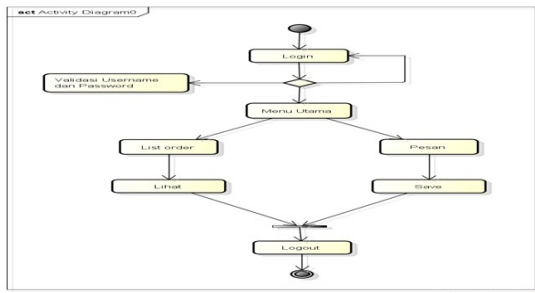 act Activity Diagram0
Login
Validasi Username
dan Password
Menu Utama
List order
Pesan
Lihat
Save
Logout